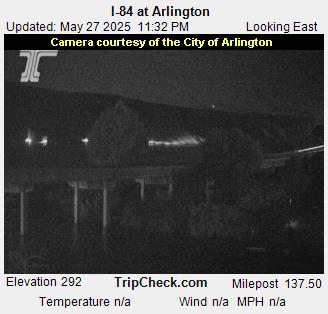 I-84 at Arlington
Updated: May 27 2025 11:32 PM Looking East
Camera courtesy of the City of Arlington
Elevation 292 TripCheck.com Milepost 137.50
Temperature n/a Wind n/a MPH n/a